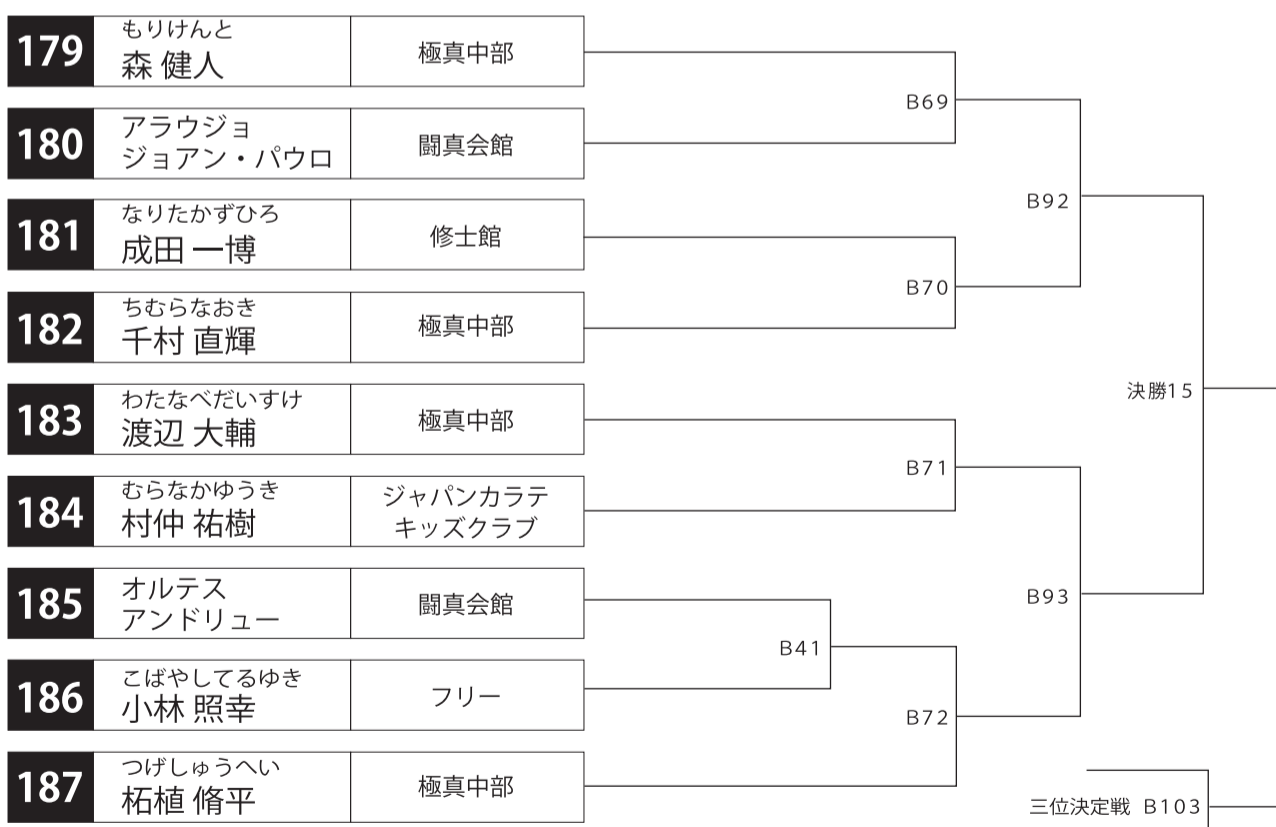 179
もりけんと
森 健人
極真中部
180
アラウジョ
ジョアン・パウロ
闘真会館
181
なりたかずひろ
成田 一博
修士館
182
ちむらなおき
千村 直輝
極真中部
183
わたなべだいすけ
渡辺 大輔
極真中部
184
むらなかゆうき
村仲 祐樹
ジャパンカラテ
キッズクラブ
185
オルテス
アンドリュー
闘真会館
186
こばやしてるゆき
小林 照幸
フリー
187
つげしゅうへい
柘植 脩平
極真中部
B41
B69
B70
B71
B72
B92
B93
決勝15
三位決定戦 B103